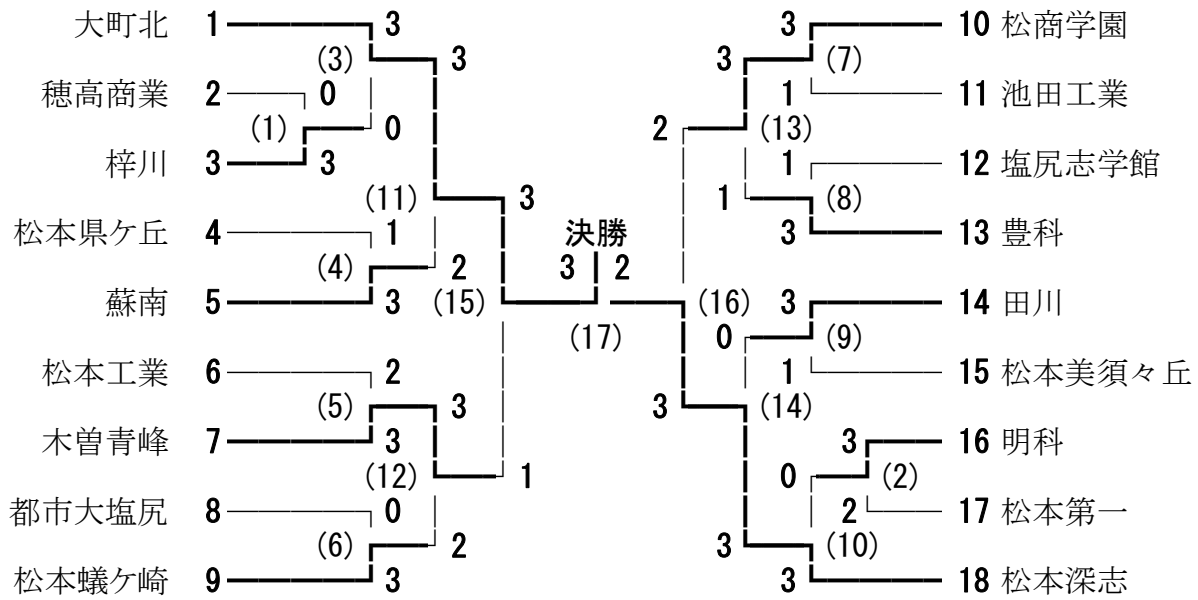 大町北 1 3 3 10 松商学園
(3) 3 3 (7)
穂高商業 2 0 1 11 池田工業
(1) 0 2 (13)
梓川 3 3 1 12 塩尻志学館
(11) 3 1 (8)
松本県ケ丘 4 1 決勝 3 13 豊科
(4) 2 3 2
蘇南 5 3 (15) (16) 3 14 田川
(17) 0 (9)
松本工業 6 2 1 15 松本美須々丘
(5) 3 3 (14)
木曽青峰 7 3 3 16 明科
(12) 1 0 (2)
都市大塩尻 8 0 2 17 松本第一
(6) 2 3 (10)
松本蟻ケ崎 9 3 3 18 松本深志